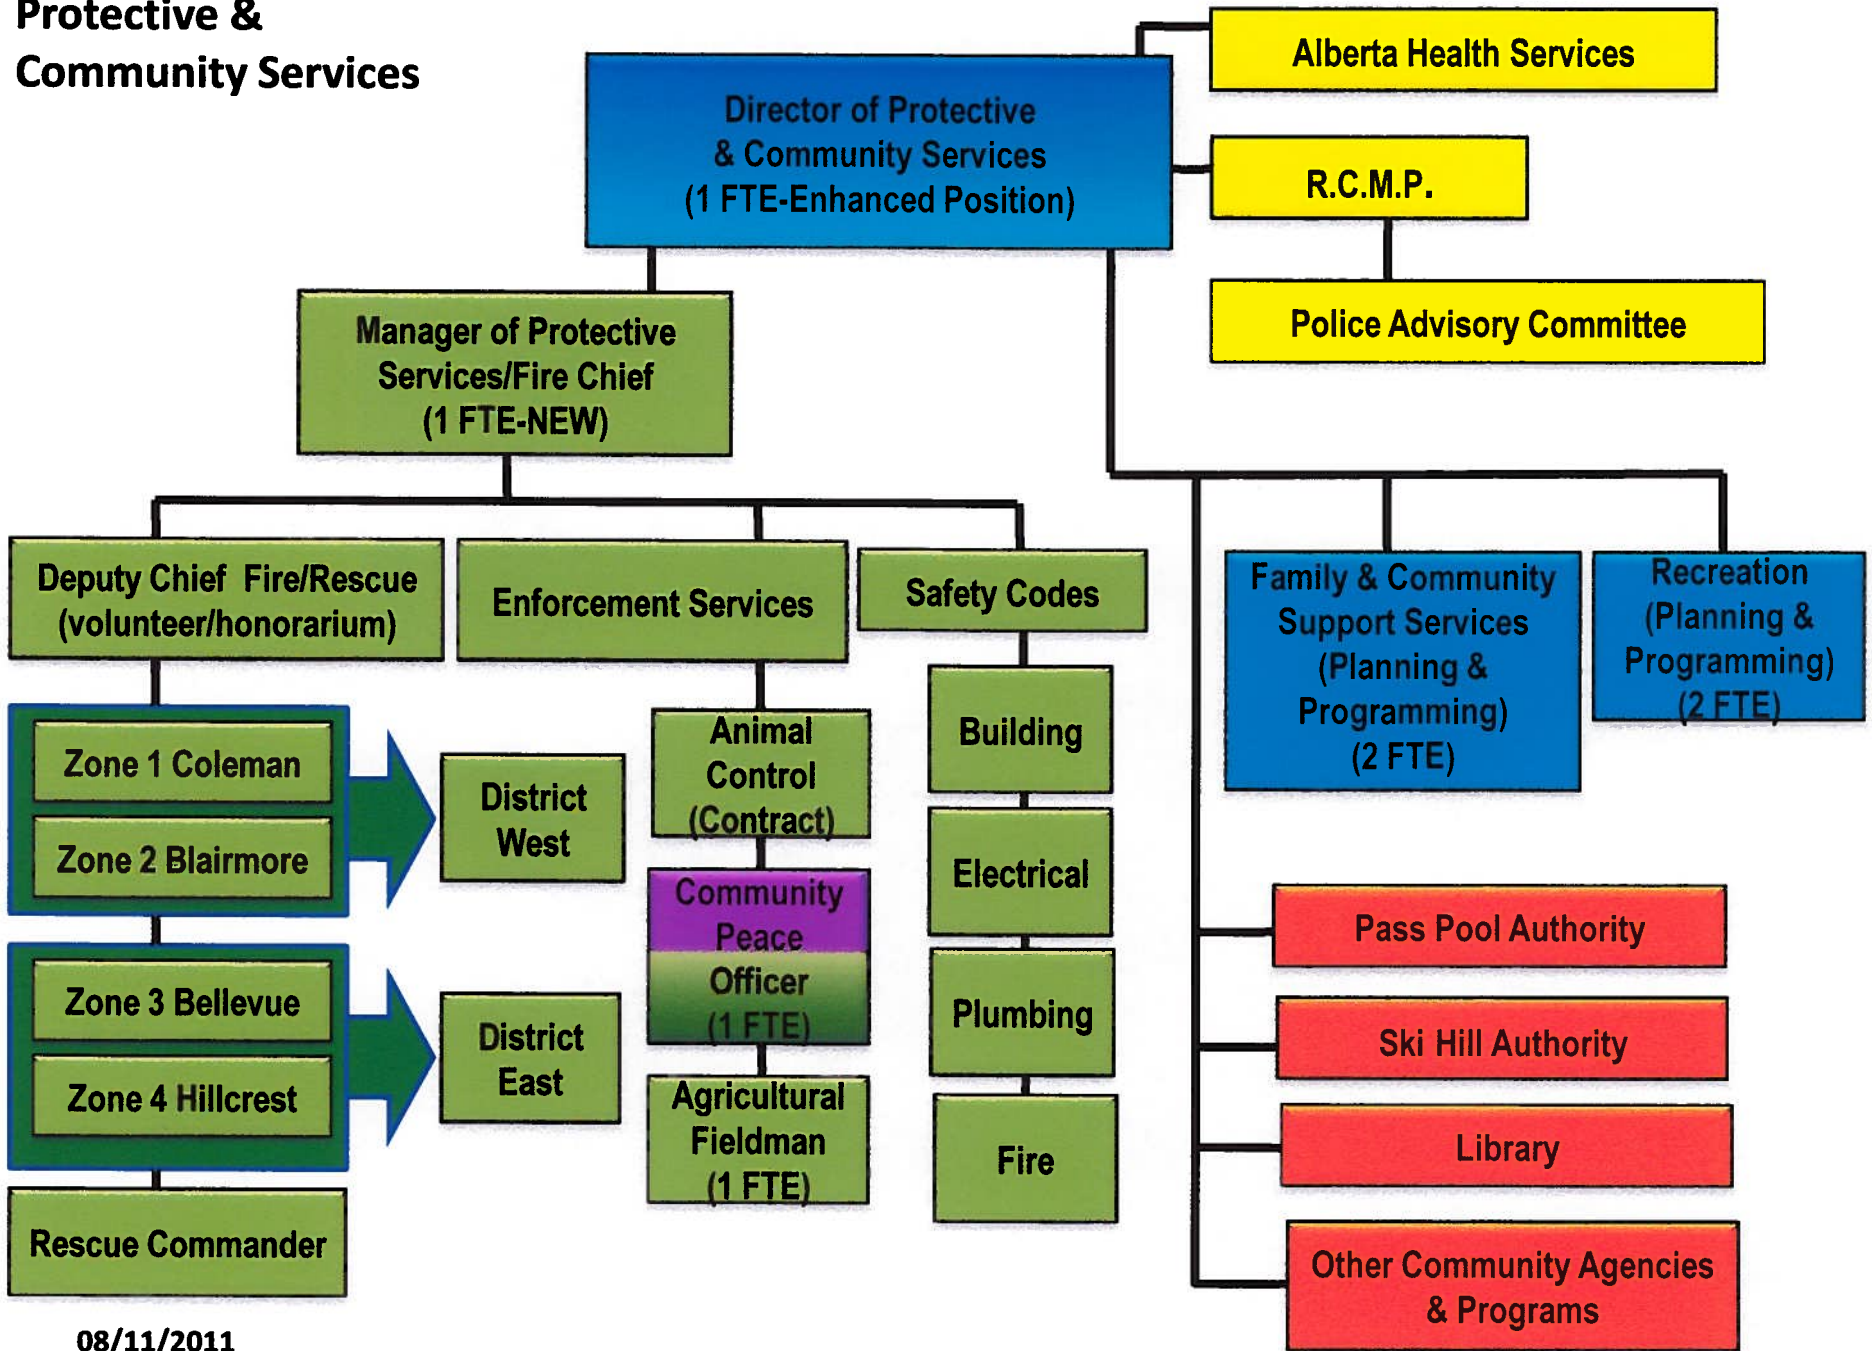 Protective &
Community Services
Alberta Health Services
Director of Protective
& Community Services
(1 FTE-Enhanced Position)
R.C.M.P.
Police Advisory Committee
Manager of Protective
Services/Fire Chief
(1 FTE-NEW)
Deputy Chief Fire/Rescue
(volunteer/honorarium)
Enforcement Services
Safety Codes
Family & Community
Support Services
(Planning &
Programming)
(2 FTE)
Recreation
(Planning &
Programming)
(2 FTE)
Zone 1 Coleman
Zone 2 Blairmore
District
West
Zone 3 Bellevue
Zone 4 Hillcrest
District
East
Rescue Commander
Animal
Control
(Contract)
Community
Peace
Officer
(1 FTE)
Agricultural
Fieldman
(1 FTE)
Building
Electrical
Plumbing
Fire
Pass Pool Authority
Ski Hill Authority
Library
Other Community Agencies
& Programs
08/11/2011